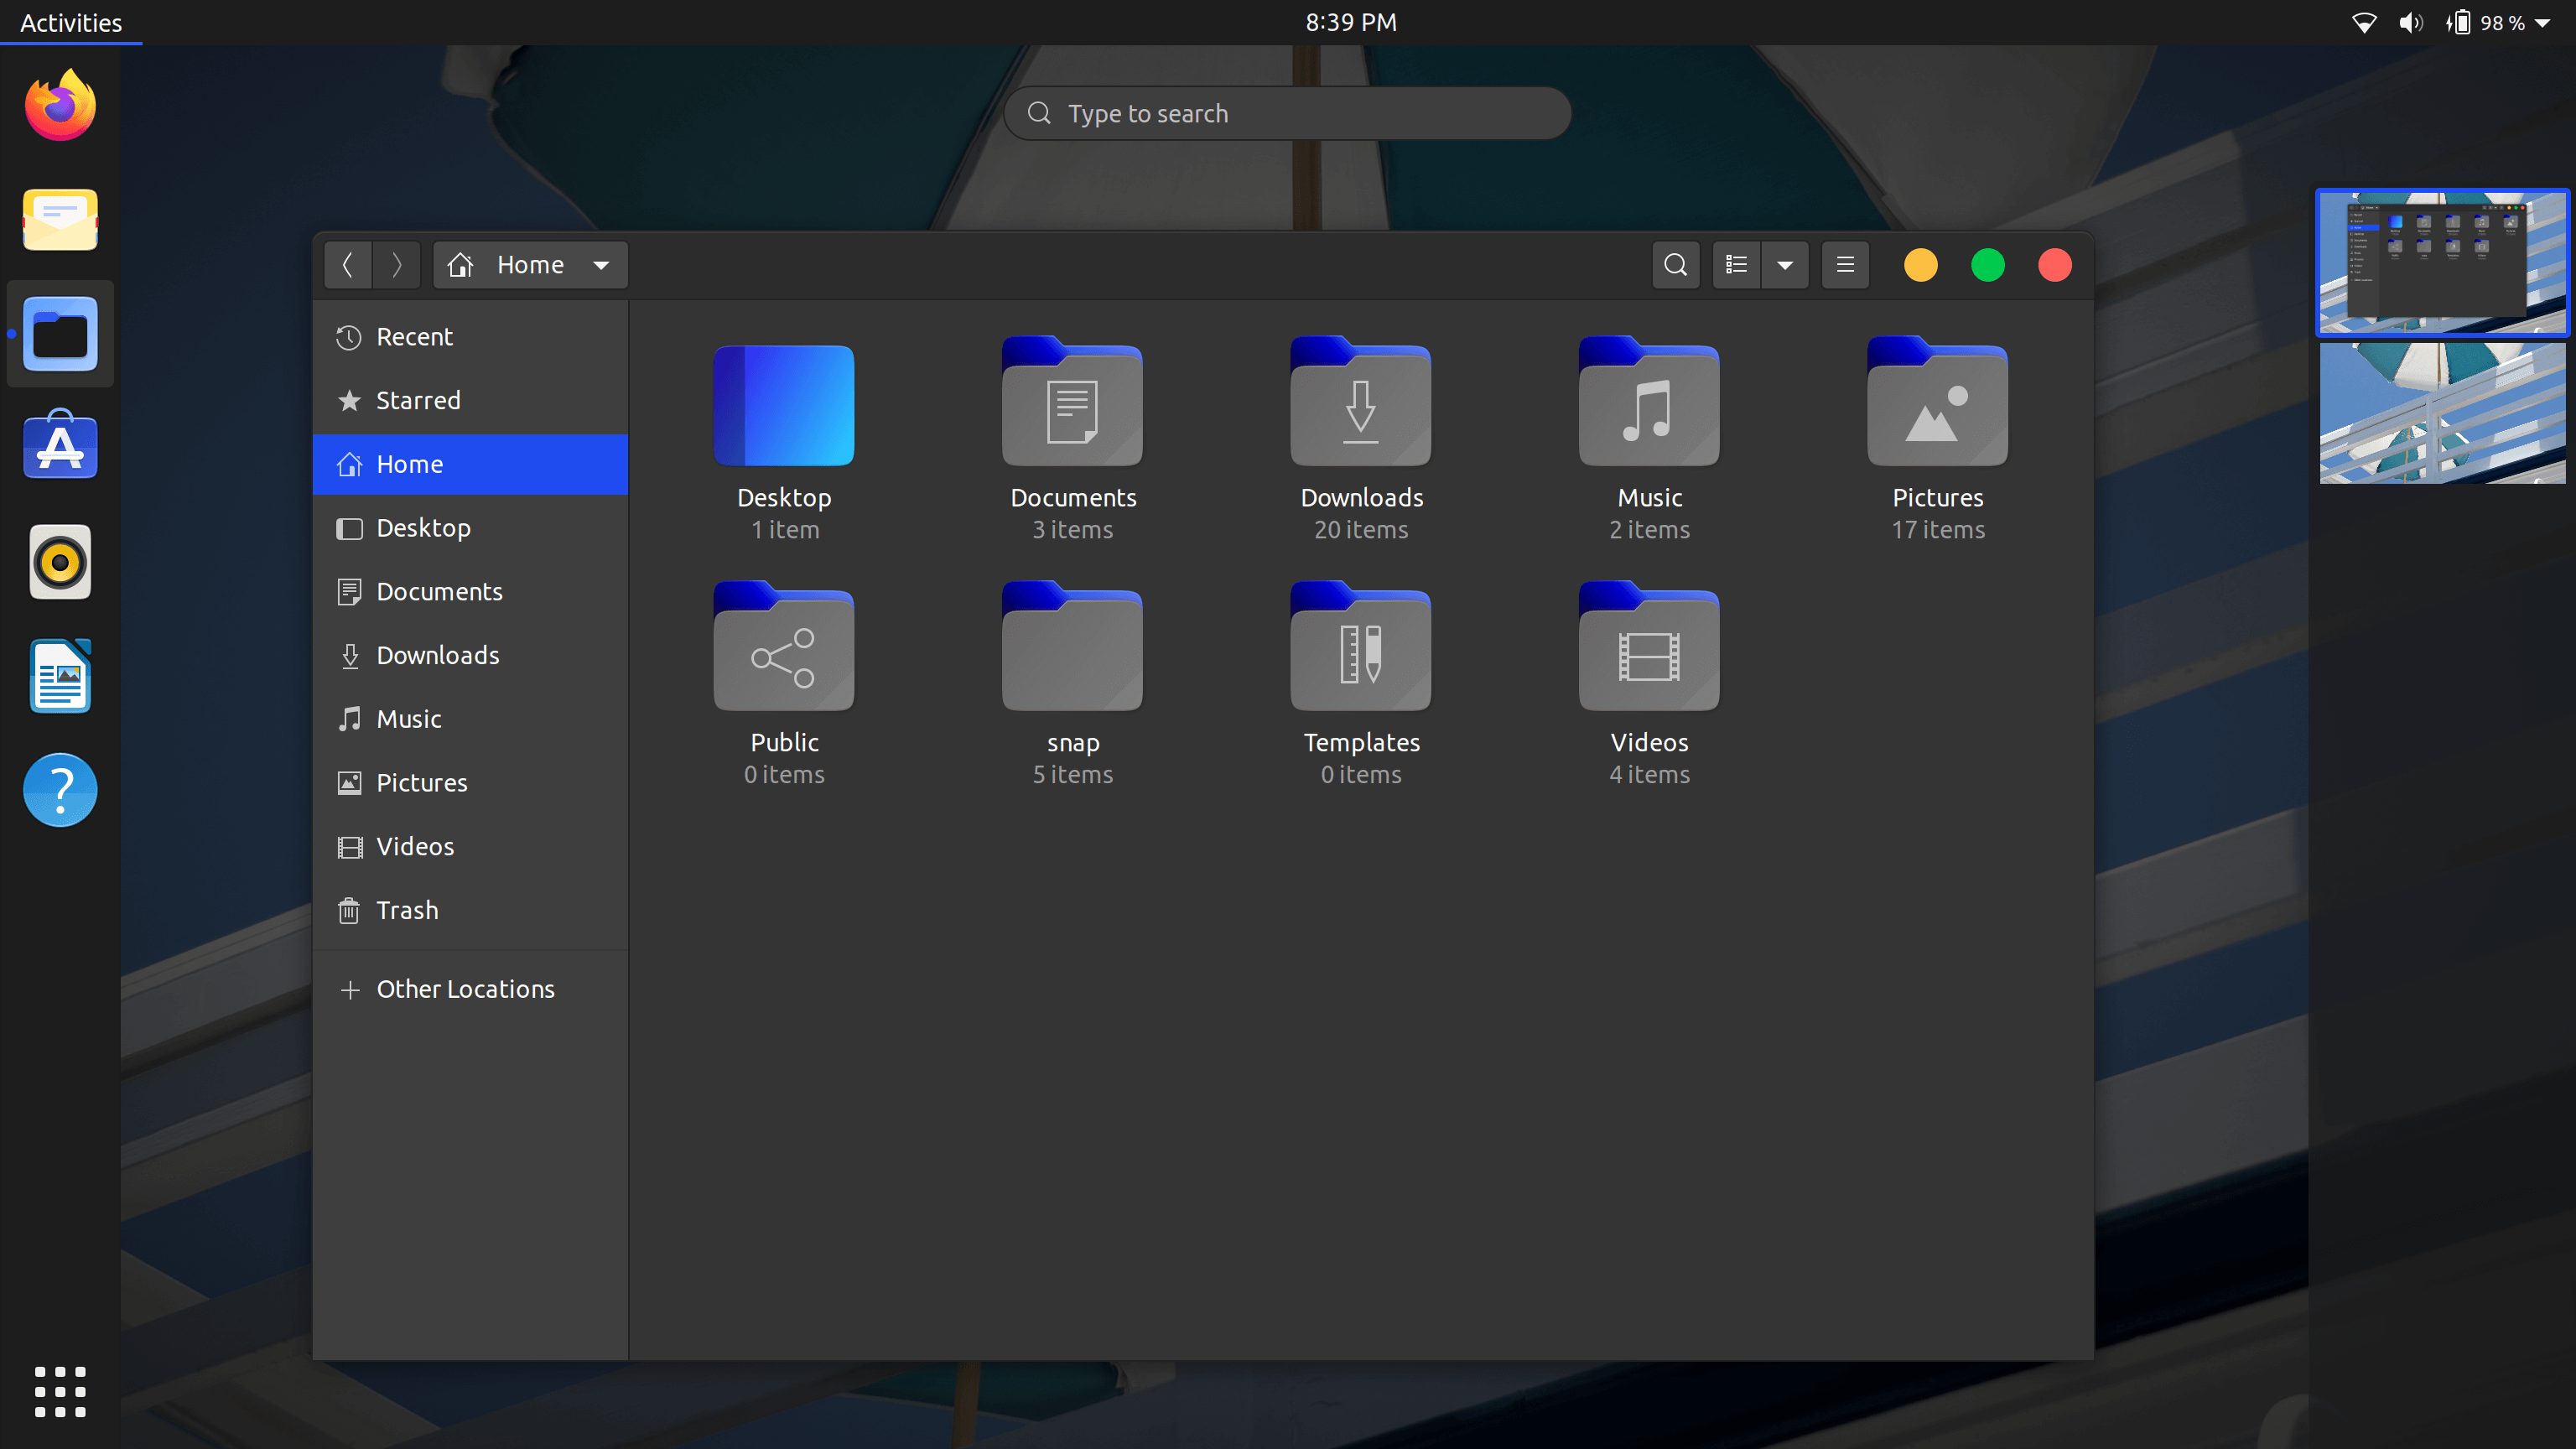 Activities
8:39 PM
98 %
Type to search
Home
Recent
Starred
Home
Desktop
Documents
Downloads
Music
Pictures
Videos
Trash
Other Locations
Desktop
1 item
Documents
3 items
Downloads
20 items
Music
2 items
Pictures
17 items
Public
0 items
snap
5 items
Templates
0 items
Videos
4 items